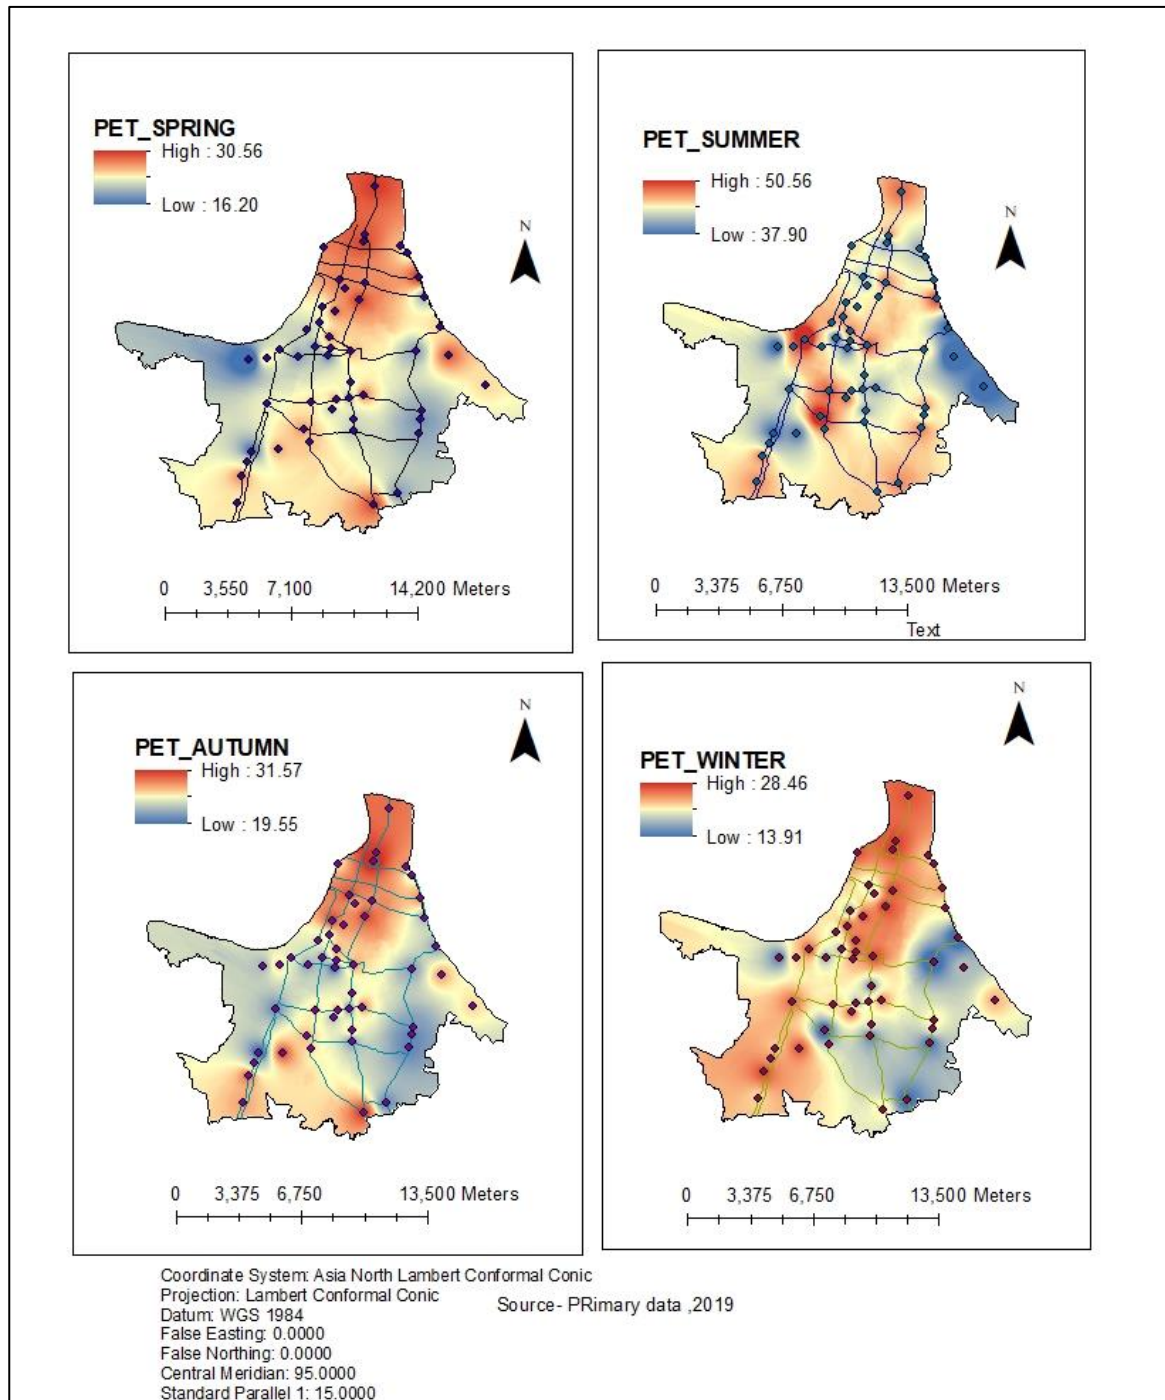 PET_SPRING
High : 30.56
Low : 16.20
N
0 3,550 7,100 14,200 Meters
PET_SUMMER
High : 50.56
Low : 37.90
N
0 3,375 6,750 13,500 Meters
Text
PET_AUTUMN
High : 31.57
Low : 19.55
N
0 3,375 6,750 13,500 Meters
PET_WINTER
High : 28.46
Low : 13.91
N
0 3,375 6,750 13,500 Meters
Coordinate System: Asia North Lambert Conformal Conic
Projection: Lambert Conformal Conic
Datum: WGS 1984
False Easting: 0.0000
False Northing: 0.0000
Central Meridian: 95.0000
Standard Parallel 1: 15.0000
Source- PRimary data ,2019